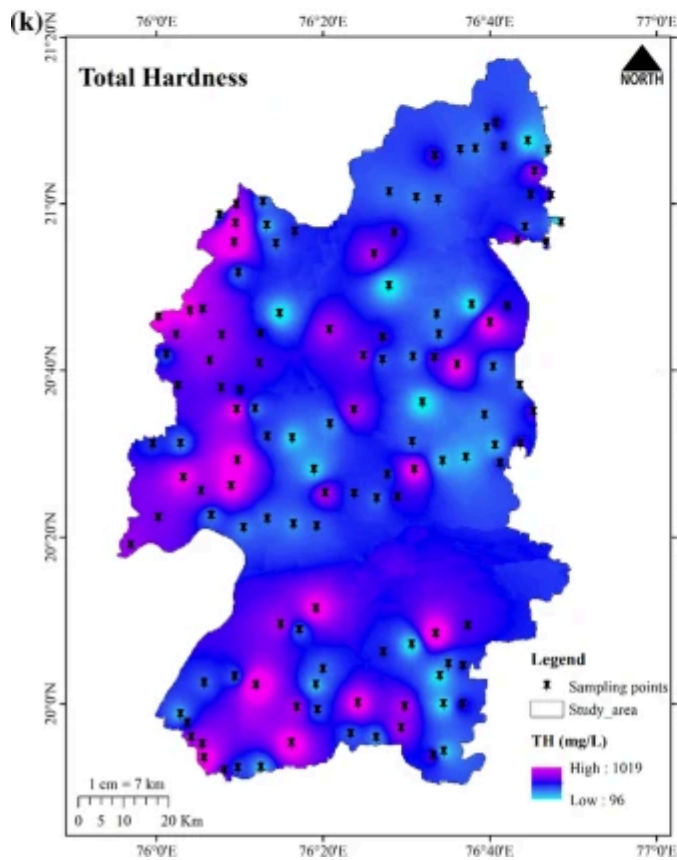 (k)
76°0'E 76°20'E 76°40'E 77°0'E
21°20'N
Total Hardness
NORTH
21°0'N
20°40'N
20°20'N
20°0'N
Legend
Sampling points
Study_area
TH (mg/L)
High : 1019
Low : 96
1 cm = 7 km
0 5 10 20 Km
76°0'E 76°20'E 76°40'E 77°0'E